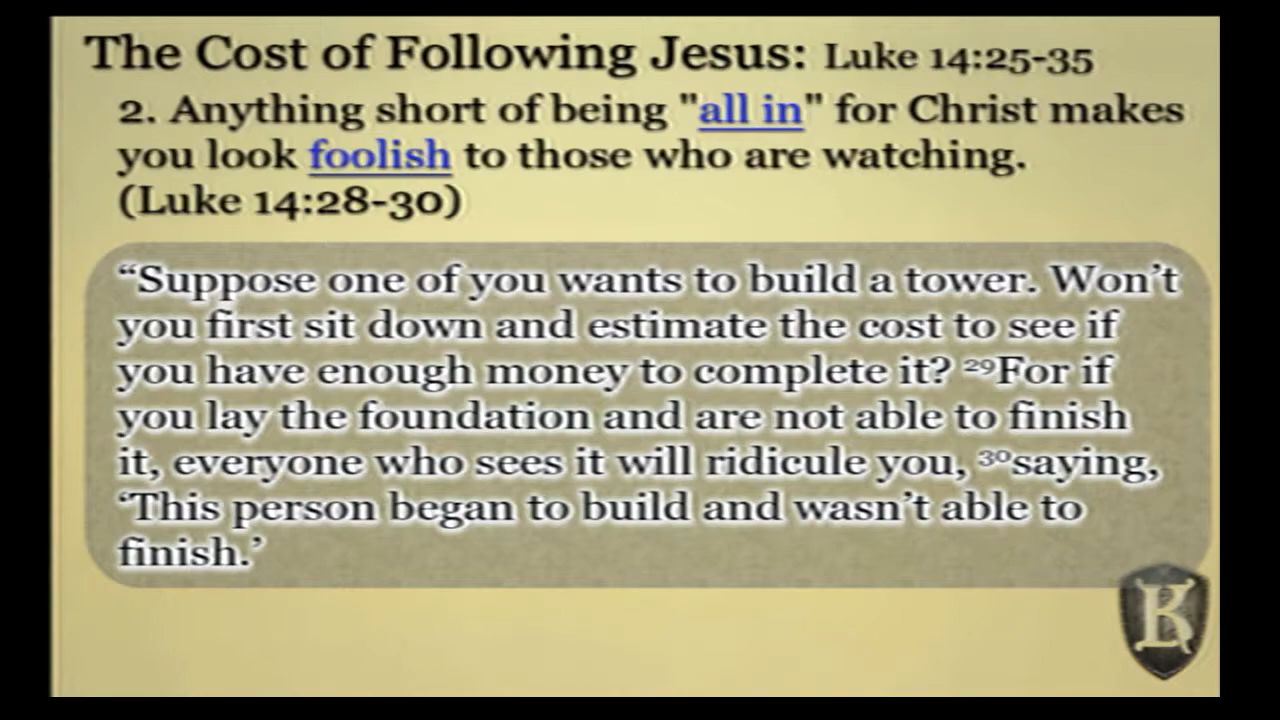 The Cost of Following Jesus: Luke 14:25-35
2. Anything short of being "all in" for Christ makes
you look foolish to those who are watching.
(Luke 14:28-30)
“Suppose one of you wants to build a tower. Won’t
you first sit down and estimate the cost to see if
you have enough money to complete it? ²⁹For if
you lay the foundation and are not able to finish
it, everyone who sees it will ridicule you, ³⁰saying,
‘This person began to build and wasn’t able to
finish.’
K